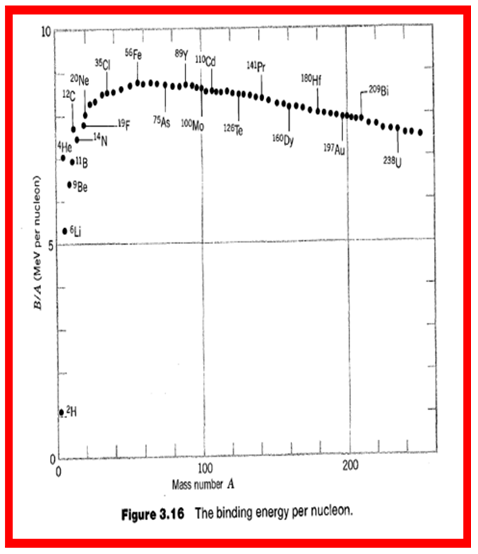 10
⁵⁶Fe
³⁵Cl
⁸⁹Y
¹¹⁰Cd
¹⁴¹Pr
¹⁸⁰Hf
²⁰Ne
²⁰⁹Bi
¹²C
¹⁹F
⁷⁵As
¹⁰⁰Mo
¹²⁶Te
¹⁴N
¹⁶⁰Dy
¹⁹⁷Au
⁴He
¹¹B
²³⁸U
⁹Be
⁶Li
5
B/A (MeV per nucleon)
²H
0
0
100
200
Mass number A
Figure 3.16 The binding energy per nucleon.